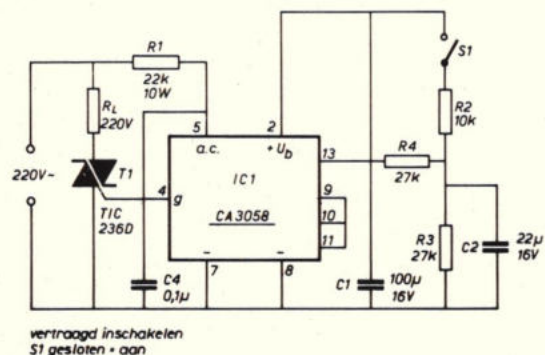 R1
22k
10W
S1
RL
220V
220V~
T1
TIC
236D
5
a.c.
2
+Ub
13
4
g
IC1
CA3058
9
10
11
7
8
–
–
R4
27k
R2
10k
R3
27k
C2
22µ
16V
C1
100µ
16V
C4
0,1µ
vertraagd inschakelen
S1 gesloten = aan